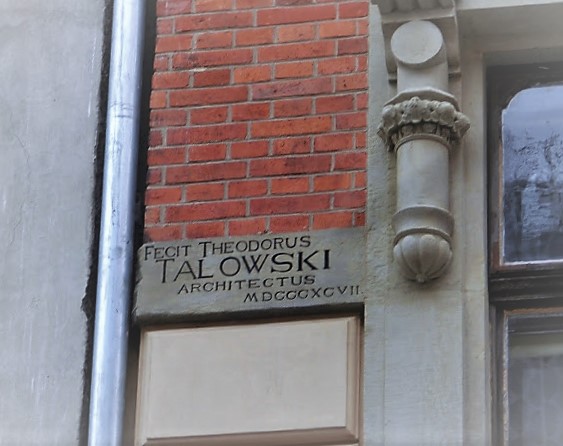 FECIT THEODORUS
TALOWSKI
ARCHITECTUS
MDCCCXCVII.